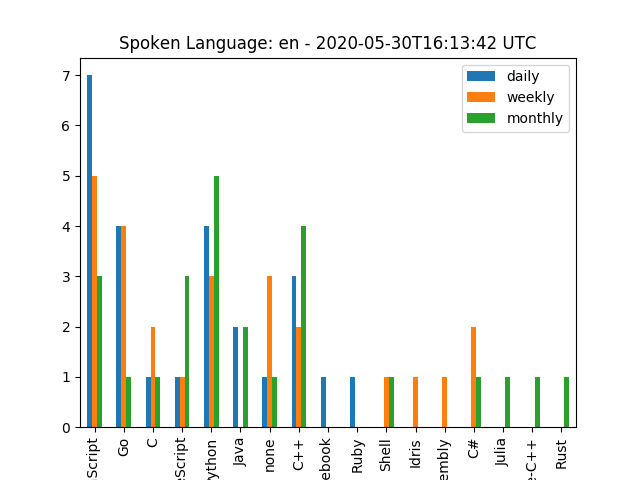 Spoken Language: en - 2020-05-30T16:13:42 UTC
daily
weekly
monthly
7
6
5
4
3
2
1
0
Script
Go
C
eScript
ython
Java
none
C++
ebook
Ruby
Shell
Idris
embly
C#
Julia
e-C++
Rust